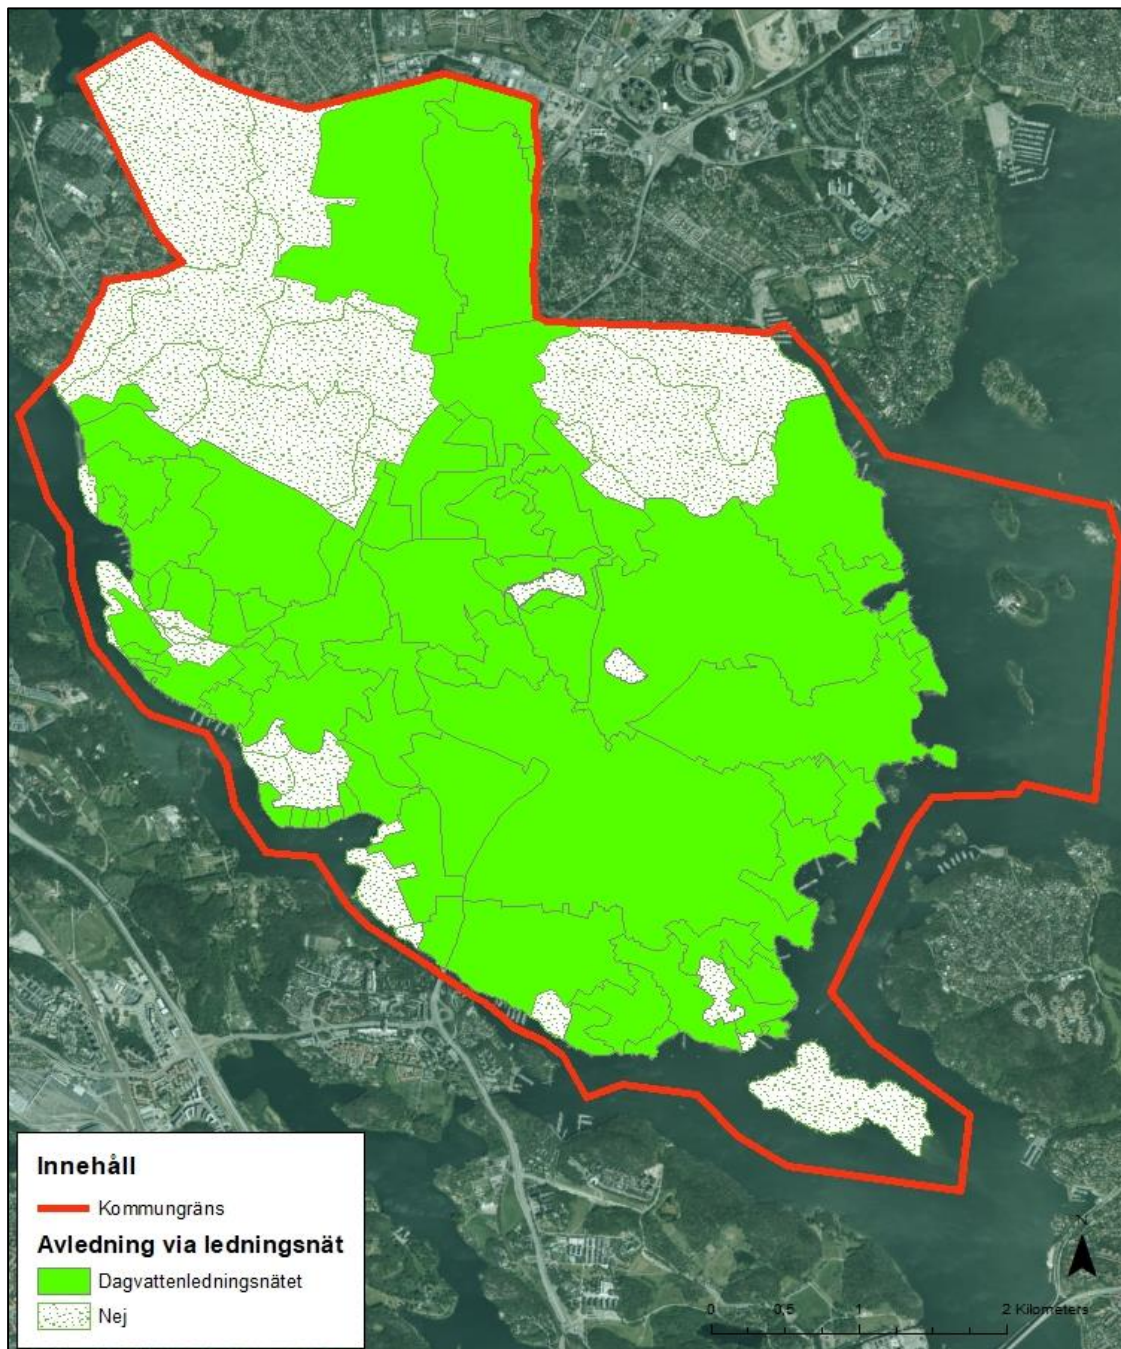 Innehåll
Kommungräns
Avledning via ledningsnät
Dagvattenledningsnätet
Nej
N
0 0,5 1 2 Kilometers